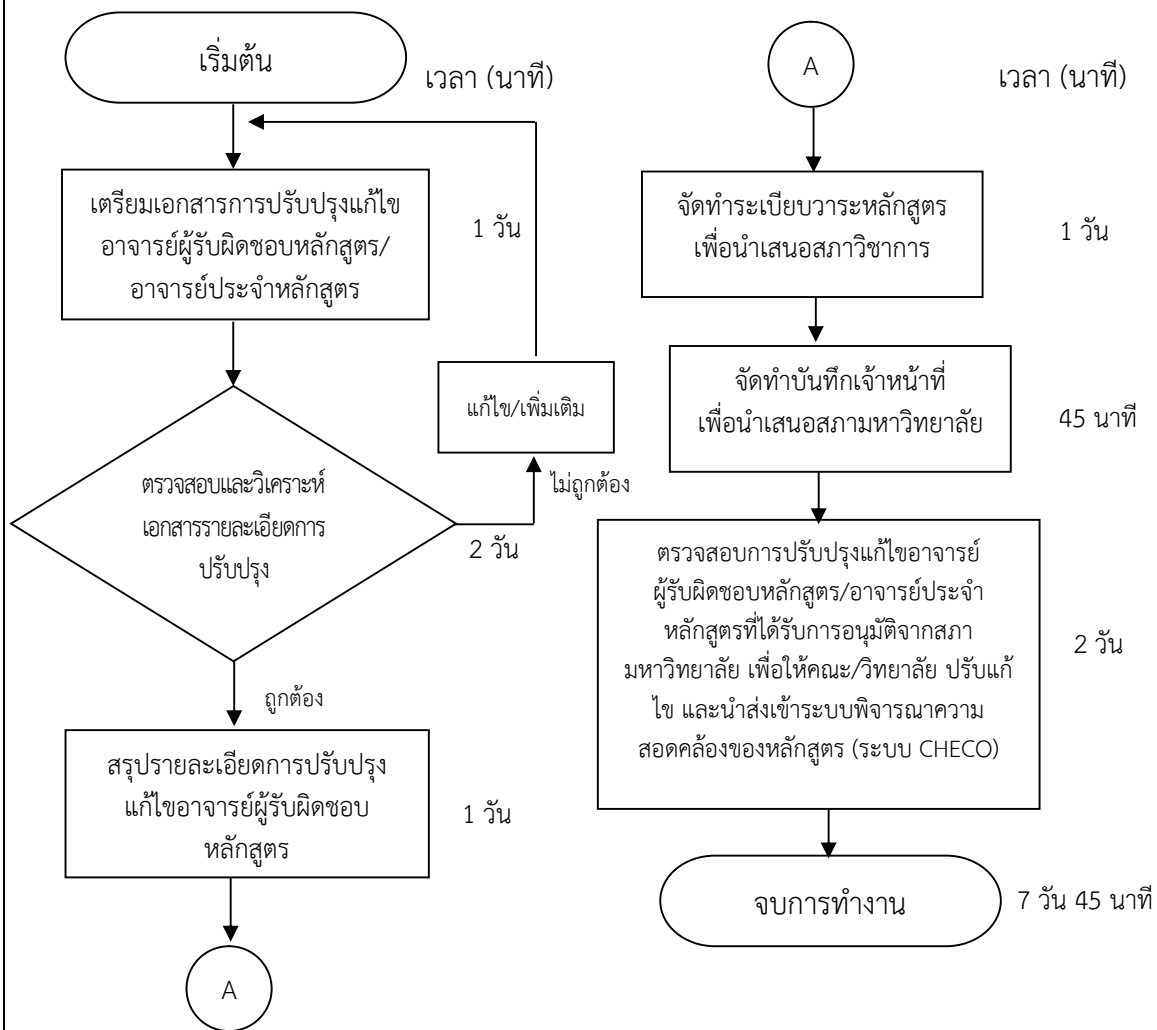 เริ่มต้น
เวลา (นาที)
เตรียมเอกสารการปรับปรุงแก้ไข
อาจารย์ผู้รับผิดชอบหลักสูตร/
อาจารย์ประจำหลักสูตร
1 วัน
แก้ไข/เพิ่มเติม
ตรวจสอบและวิเคราะห์
เอกสารรายละเอียดการ
ปรับปรุง
ไม่ถูกต้อง
2 วัน
ถูกต้อง
สรุปรายละเอียดการปรับปรุง
แก้ไขอาจารย์ผู้รับผิดชอบ
หลักสูตร
1 วัน
A
A
เวลา (นาที)
จัดทำระเบียบวาระหลักสูตร
เพื่อนำเสนอสภาวิชาการ
1 วัน
จัดทำบันทึกเจ้าหน้าที่
เพื่อนำเสนอสภามหาวิทยาลัย
45 นาที
ตรวจสอบการปรับปรุงแก้ไขอาจารย์
ผู้รับผิดชอบหลักสูตร/อาจารย์ประจำ
หลักสูตรที่ได้รับการอนุมัติจากสภา
มหาวิทยาลัย เพื่อให้คณะ/วิทยาลัย ปรับแก้
ไข และนำส่งเข้าระบบพิจารณาความ
สอดคล้องของหลักสูตร (ระบบ CHECO)
2 วัน
จบการทำงาน
7 วัน 45 นาที